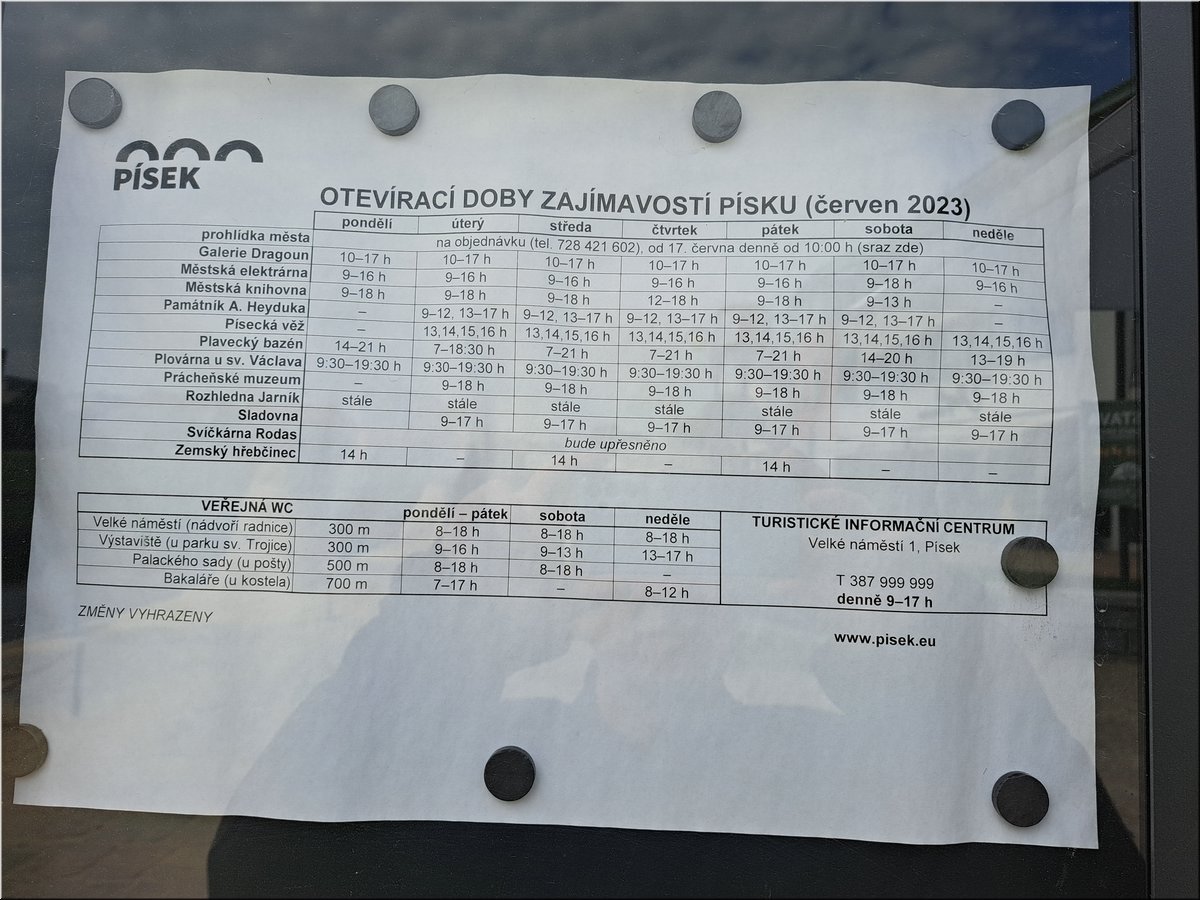 PÍSEK
OTEVÍRACÍ DOBY ZAJÍMAVOSTÍ PÍSKU (červen 2023)
pondělí úterý středa čtvrtek pátek sobota neděle
prohlídka města na objednávku (tel. 728 421 602), od 17. června denně od 10:00 h (sraz zde)
Galerie Dragoun 10–17 h 10–17 h 10–17 h 10–17 h 10–17 h 10–17 h 10–17 h
Městská elektrárna 9–16 h 9–16 h 9–16 h 9–16 h 9–16 h 9–18 h 9–16 h
Městská knihovna 9–18 h 9–18 h 9–18 h 12–18 h 9–18 h 9–13 h –
Památník A. Heyduka – 9–12, 13–17 h 9–12, 13–17 h 9–12, 13–17 h 9–12, 13–17 h 9–12, 13–17 h –
Písecká věž – 13,14,15,16 h 13,14,15,16 h 13,14,15,16 h 13,14,15,16 h 13,14,15,16 h 13,14,15,16 h
Plavecký bazén 14–21 h 7–18:30 h 7–21 h 7–21 h 7–21 h 14–20 h 13–19 h
Plovárna u sv. Václava 9:30–19:30 h 9:30–19:30 h 9:30–19:30 h 9:30–19:30 h 9:30–19:30 h 9:30–19:30 h 9:30–19:30 h
Prácheňské muzeum – 9–18 h 9–18 h 9–18 h 9–18 h 9–18 h 9–18 h
Rozhledna Jarník stále stále stále stále stále stále stále
Sladovna 9–17 h 9–17 h 9–17 h 9–17 h 9–17 h 9–17 h
Svíčkárna Rodas bude upřesněno
Zemský hřebčinec 14 h – 14 h – 14 h – –
VEŘEJNÁ WC pondělí – pátek sobota neděle
Velké náměstí (nádvoří radnice) 300 m 8–18 h 8–18 h 8–18 h
Výstaviště (u parku sv. Trojice) 300 m 9–16 h 9–13 h 13–17 h
Palackého sady (u pošty) 500 m 8–18 h 8–18 h –
Bakaláře (u kostela) 700 m 7–17 h – 8–12 h
TURISTICKÉ INFORMAČNÍ CENTRUM
Velké náměstí 1, Písek
T 387 999 999
denně 9–17 h
ZMĚNY VYHRAZENY
www.pisek.eu